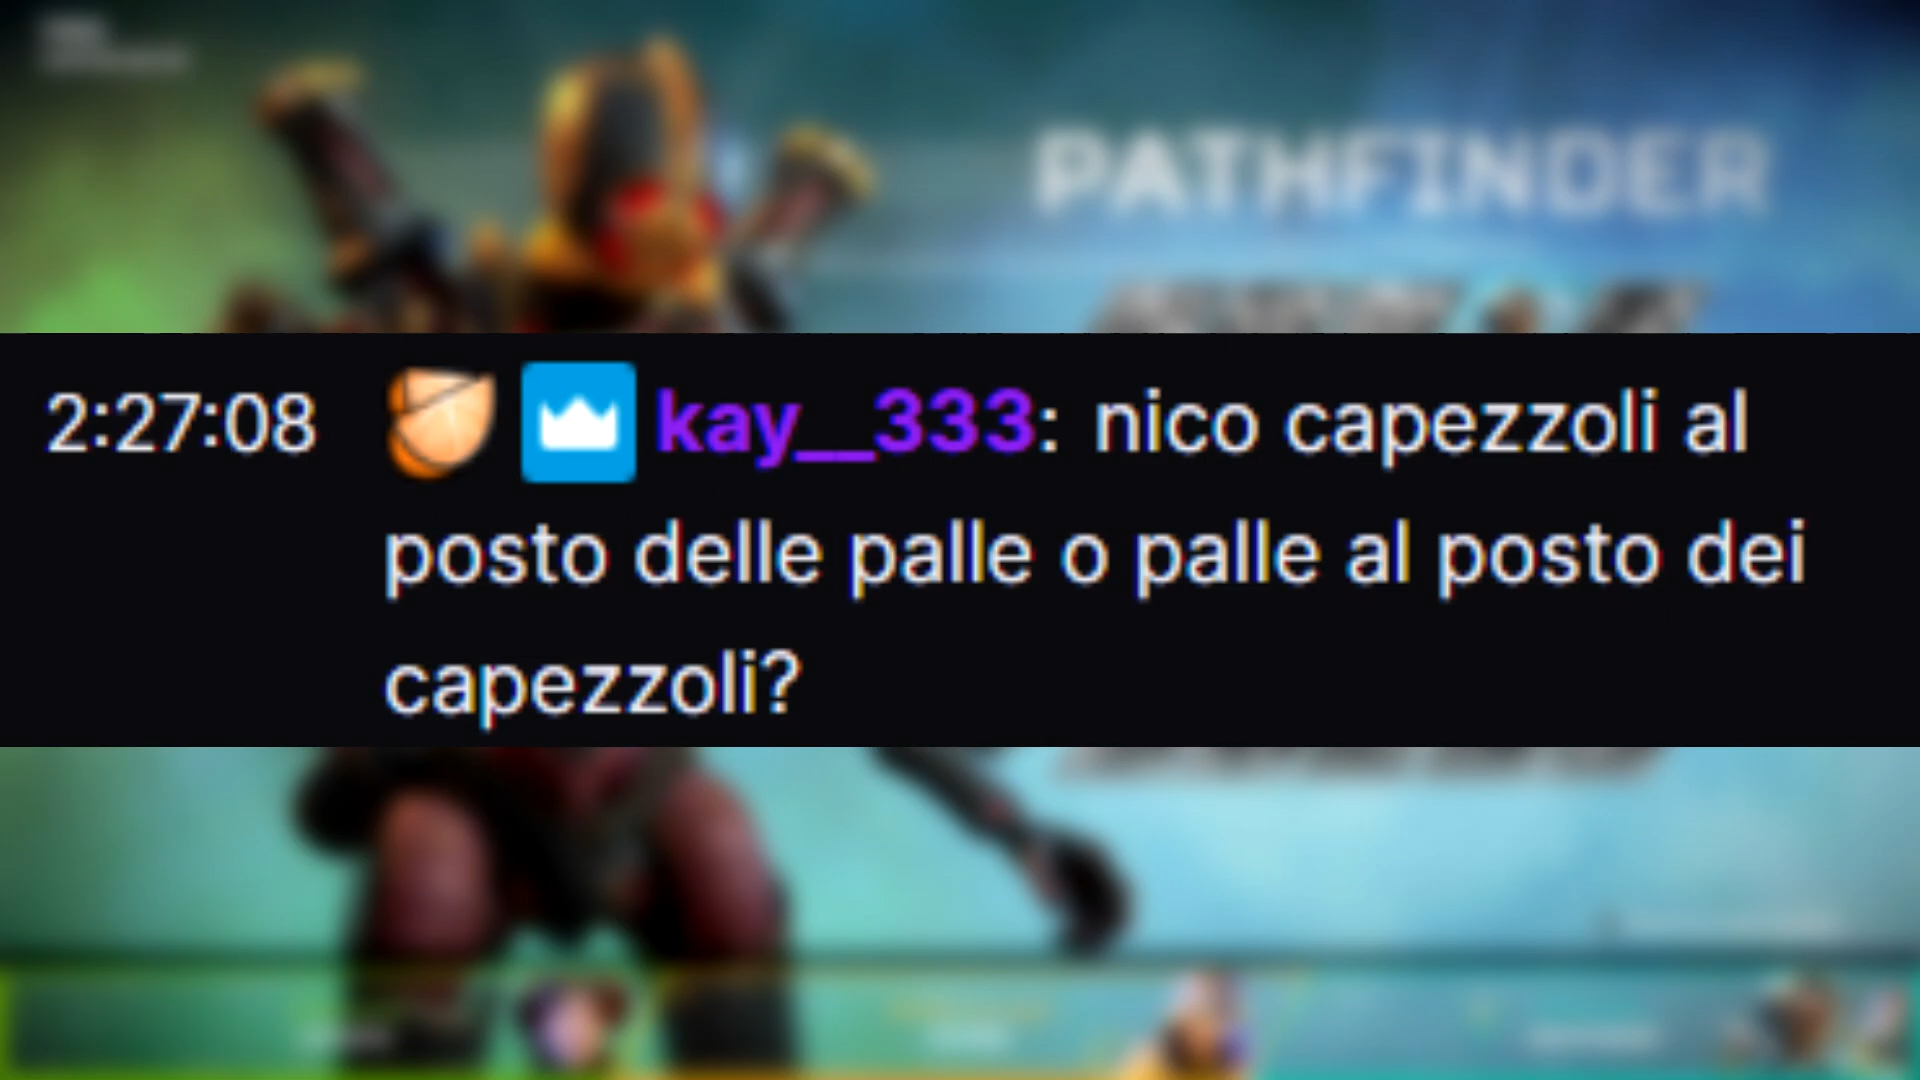 PATHFINDER
2:27:08 kay__333: nico capezzoli al
posto delle palle o palle al posto dei
capezzoli?